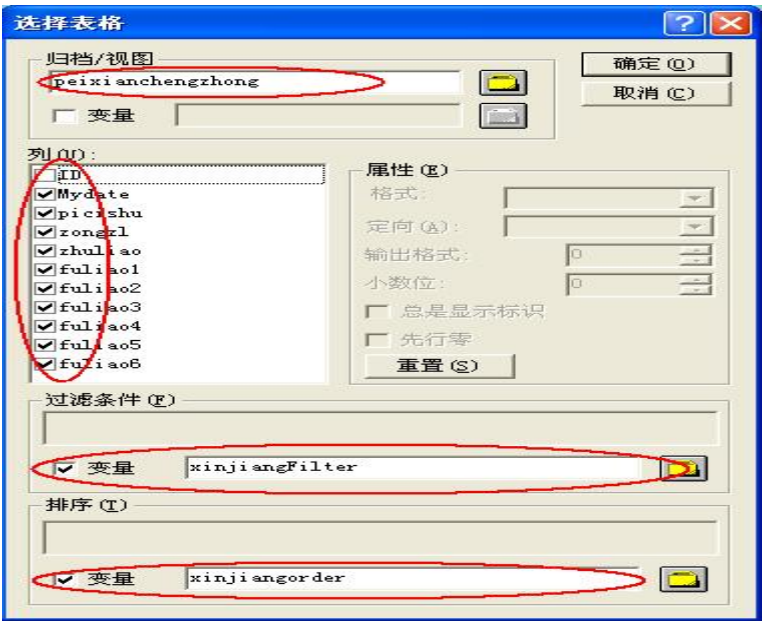 选择表格
归档/视图
peixianchengzhong
确定(O)
变量
取消(C)
列(U):
ID
Mydate
picishu
zongzl
zhuliao
fuliao1
fuliao2
fuliao3
fuliao4
fuliao5
fuliao6
属性(E)
格式:
定向(A):
输出格式:
0
小数位:
0
总是显示标识
先行零
重置(S)
过滤条件(F)
变量
xinjiangFilter
排序(T)
变量
xinjiangorder